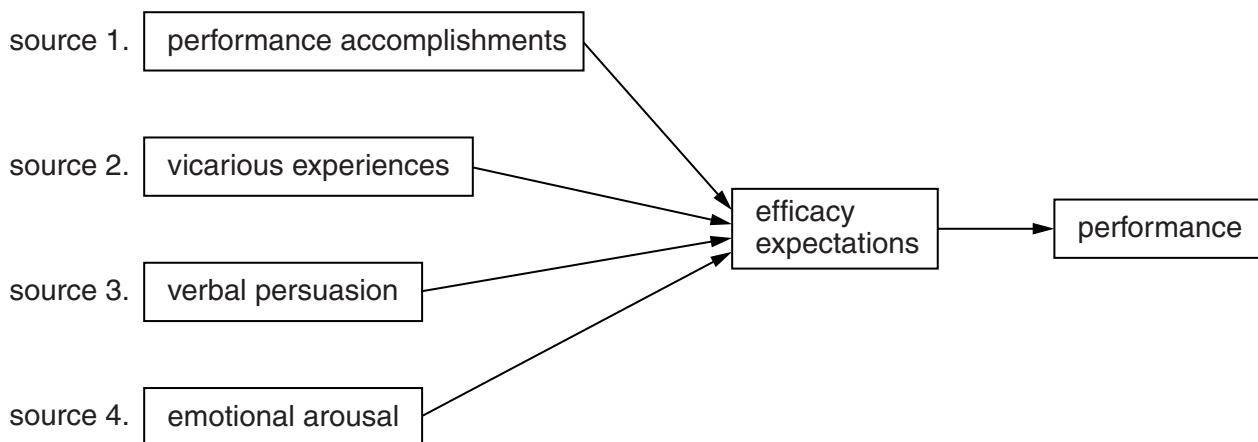 source 1. performance accomplishments
source 2. vicarious experiences
efficacy
expectations
performance
source 3. verbal persuasion
source 4. emotional arousal